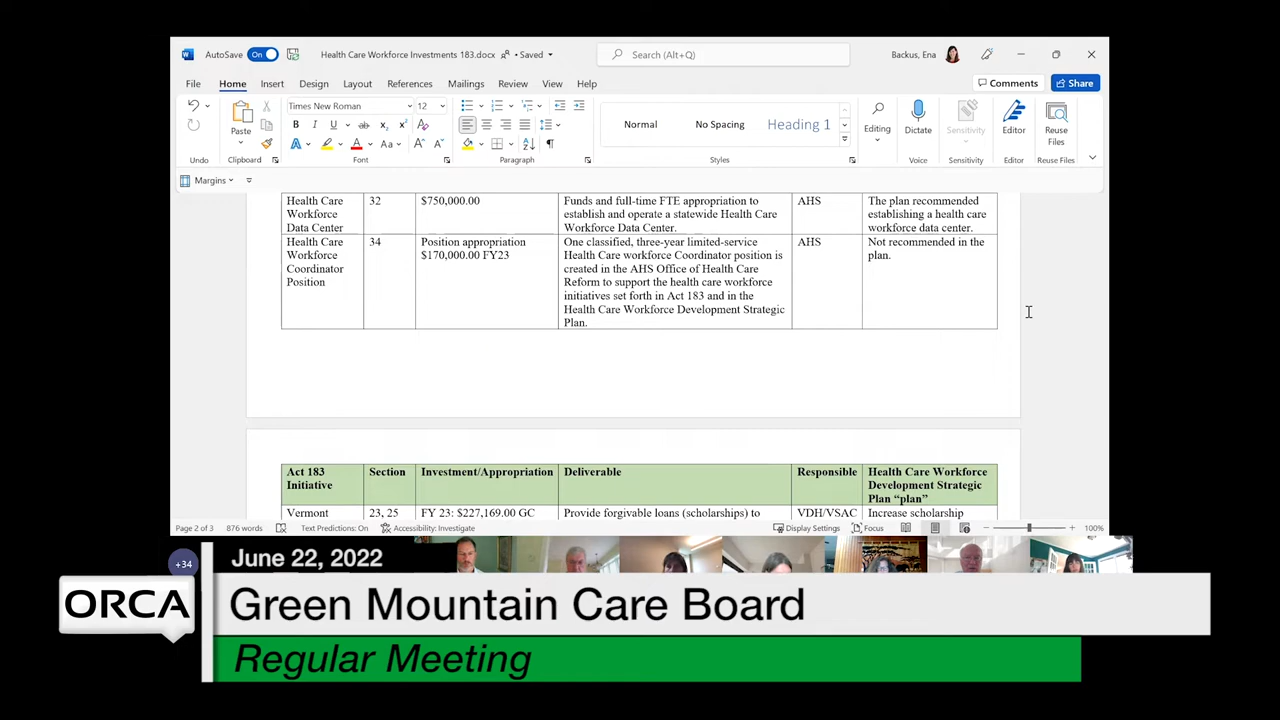 AutoSave On Health Care Workforce Investments 183.docx • Saved Search (Alt+Q) Backus, Ena
File Home Insert Design Layout References Mailings Review View Help Comments Share
Times New Roman 12
Paste
Normal No Spacing Heading 1
Editing Dictate Sensitivity Editor Reuse Files
Undo Clipboard Font Paragraph Styles Voice Sensitivity Editor Reuse Files
Margins
Health Care 32 $750,000.00 Funds and full-time FTE appropriation to AHS The plan recommended
Workforce establish and operate a statewide Health Care establishing a health care
Data Center Workforce Data Center. workforce data center.
Health Care 34 Position appropriation One classified, three-year limited-service AHS Not recommended in the
Workforce $170,000.00 FY23 Health Care workforce Coordinator position is plan.
Coordinator created in the AHS Office of Health Care
Position Reform to support the health care workforce
initiatives set forth in Act 183 and in the
Health Care Workforce Development Strategic
Plan.
Act 183 Section Investment/Appropriation Deliverable Responsible Health Care Workforce
Initiative Development Strategic
Plan “plan”
Vermont 23, 25 FY 23: $227,169.00 GC Provide forgivable loans (scholarships) to VDH/VSAC Increase scholarship
Page 2 of 3 876 words Text Predictions: On Accessibility: Investigate Display Settings Focus 100%
+34
June 22, 2022
ORCA
Green Mountain Care Board
Regular Meeting